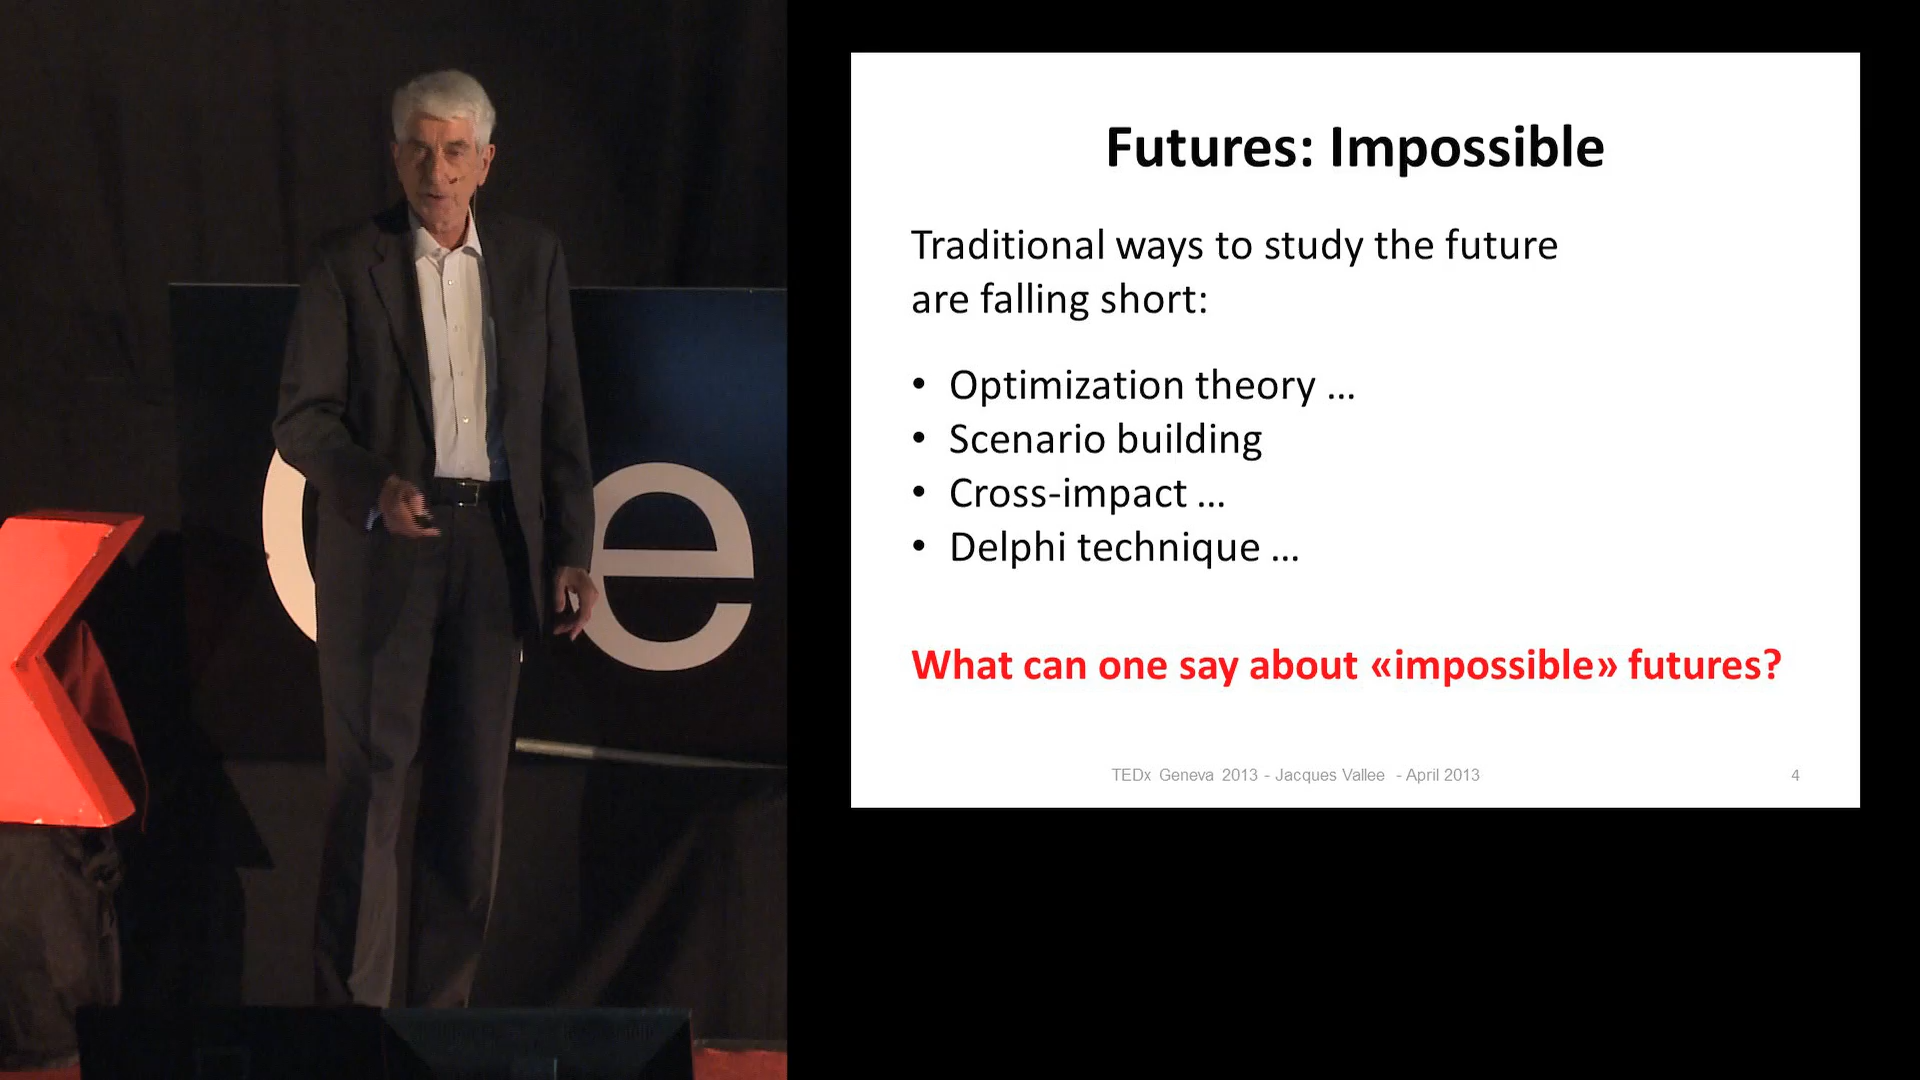 Futures: Impossible
Traditional ways to study the future
are falling short:
• Optimization theory ...
• Scenario building
• Cross-impact ...
• Delphi technique ...
What can one say about «impossible» futures?
TEDx Geneva 2013 - Jacques Vallee - April 2013
4
x
Ge